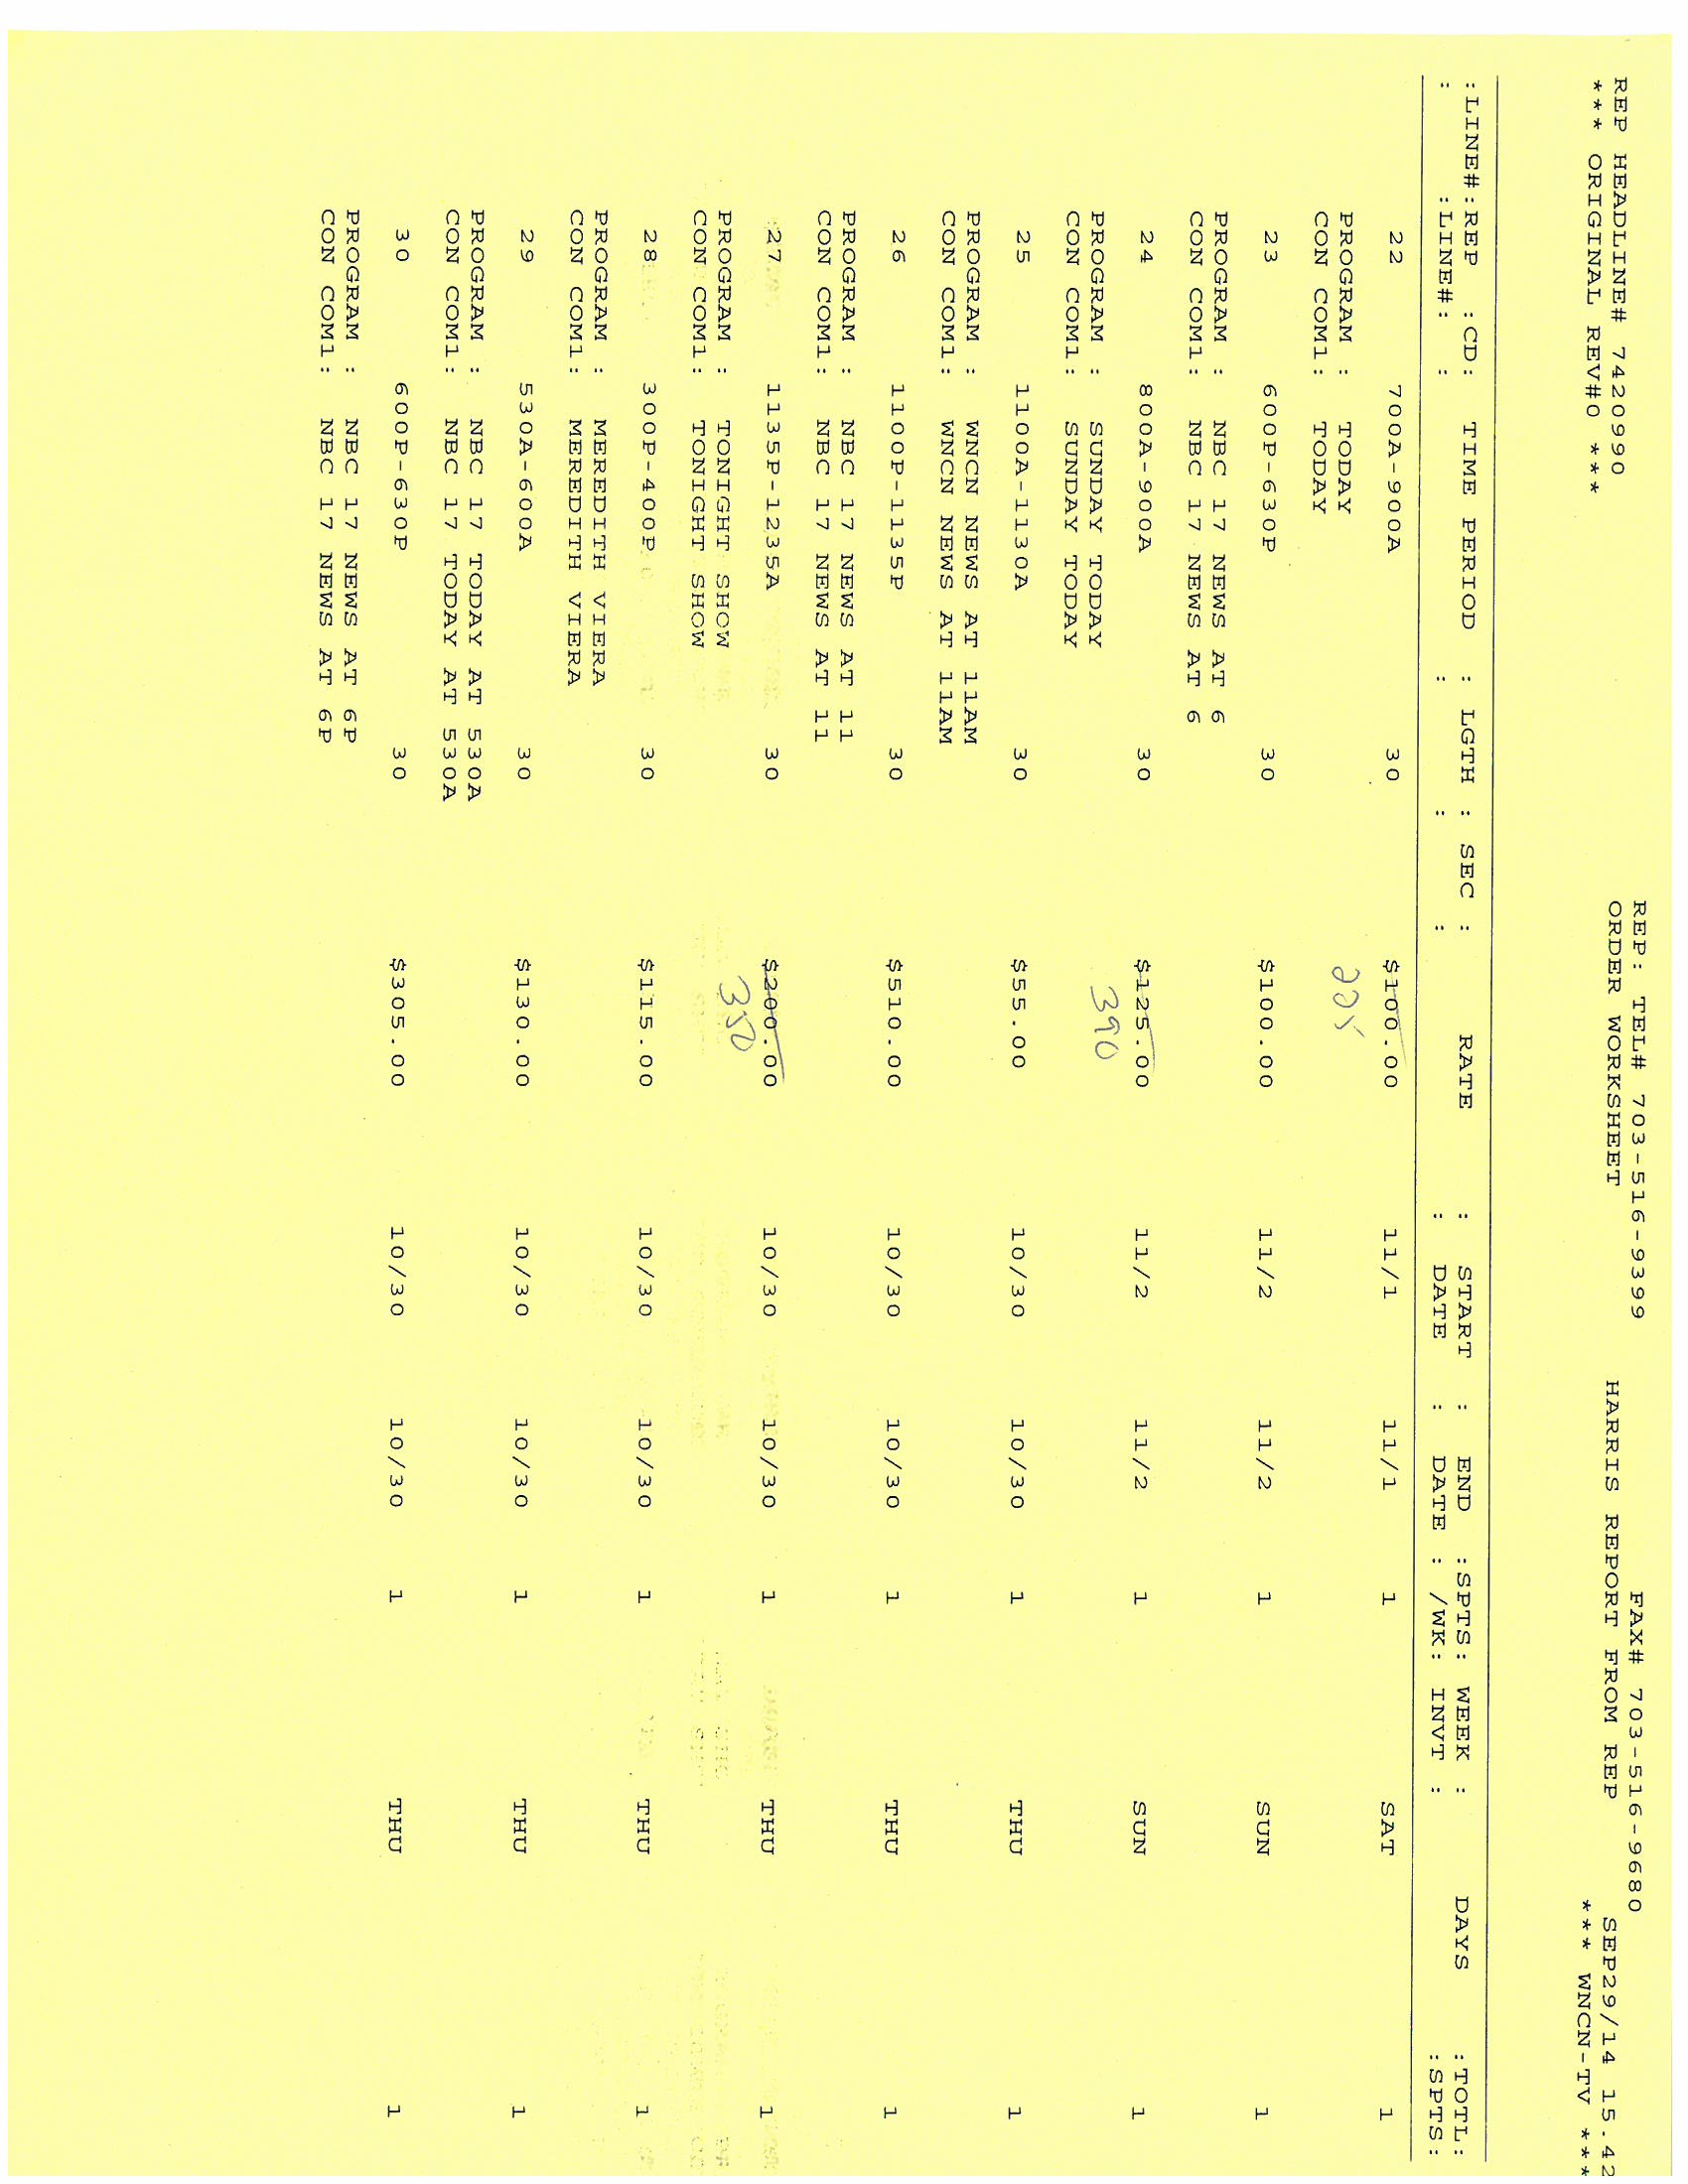 REP: TEL# 703-516-9399 FAX# 703-516-9680
REP HEADLINE# 7420990 ORDER WORKSHEET HARRIS REPORT FROM REP SEP29/14 15.42
*** ORIGINAL REV#0 *** *** WNCN-TV ***
:LINE#:REP :CD: TIME PERIOD : LGTH : SEC : RATE : START : END :SPTS: WEEK : DAYS :TOTL:
: :LINE#: : : : : DATE : DATE : /WK: INVT : :SPTS:
22 700A-900A 30 $100.00 11/1 11/1 1 SAT 1
225
PROGRAM : TODAY
CON COM1: TODAY
23 600P-630P 30 $100.00 11/2 11/2 1 SUN 1
PROGRAM : NBC 17 NEWS AT 6
CON COM1: NBC 17 NEWS AT 6
24 800A-900A 30 $125.00 11/2 11/2 1 SUN 1
390
PROGRAM : SUNDAY TODAY
CON COM1: SUNDAY TODAY
25 1100A-1130A 30 $55.00 10/30 10/30 1 THU 1
PROGRAM : WNCN NEWS AT 11AM
CON COM1: WNCN NEWS AT 11AM
26 1100P-1135P 30 $510.00 10/30 10/30 1 THU 1
PROGRAM : NBC 17 NEWS AT 11
CON COM1: NBC 17 NEWS AT 11
27 1135P-1235A 30 $200.00 10/30 10/30 1 THU 1
350
PROGRAM : TONIGHT SHOW
CON COM1: TONIGHT SHOW
28 300P-400P 30 $115.00 10/30 10/30 1 THU 1
PROGRAM : MEREDITH VIERA
CON COM1: MEREDITH VIERA
29 530A-600A 30 $130.00 10/30 10/30 1 THU 1
PROGRAM : NBC 17 TODAY AT 530A
CON COM1: NBC 17 TODAY AT 530A
30 600P-630P 30 $305.00 10/30 10/30 1 THU 1
PROGRAM : NBC 17 NEWS AT 6P
CON COM1: NBC 17 NEWS AT 6P